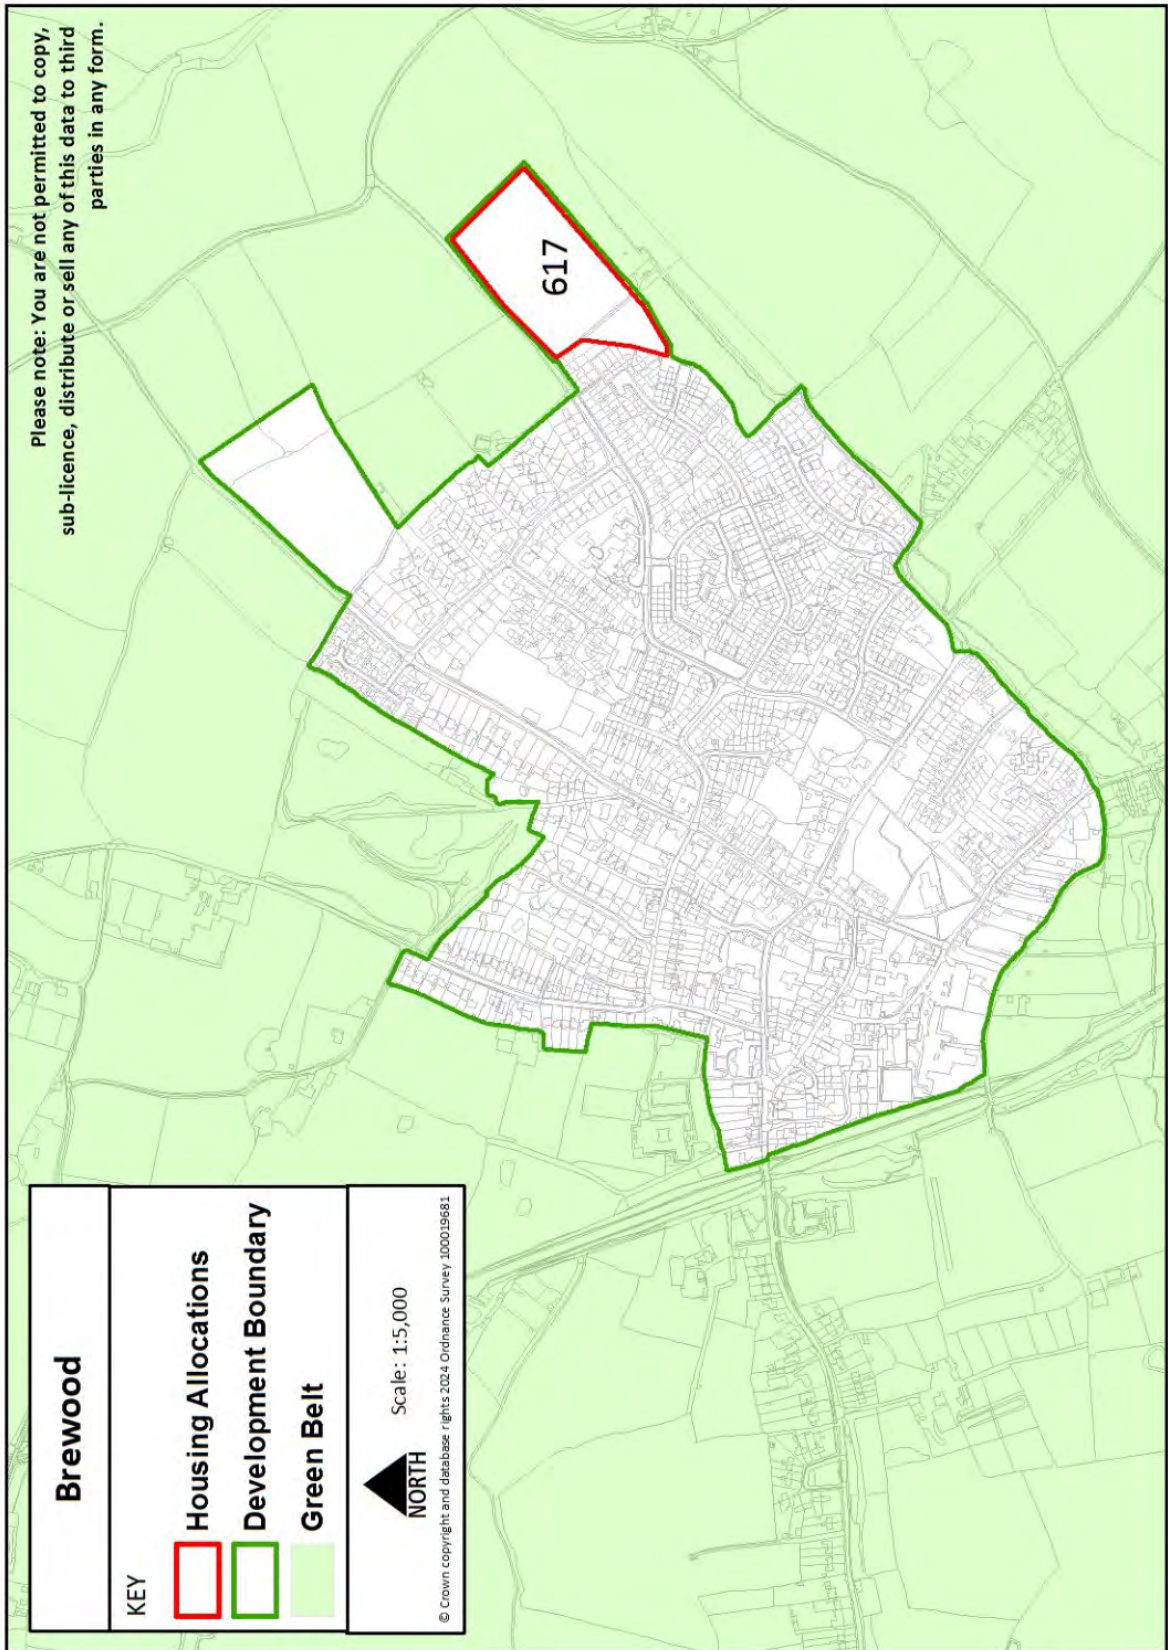 Please note: You are not permitted to copy,
sub-licence, distribute or sell any of this data to third
parties in any form.
617
Brewood
KEY
Housing Allocations
Development Boundary
Green Belt
NORTH
Scale: 1:5,000
© Crown copyright and database rights 2024 Ordnance Survey 100019681